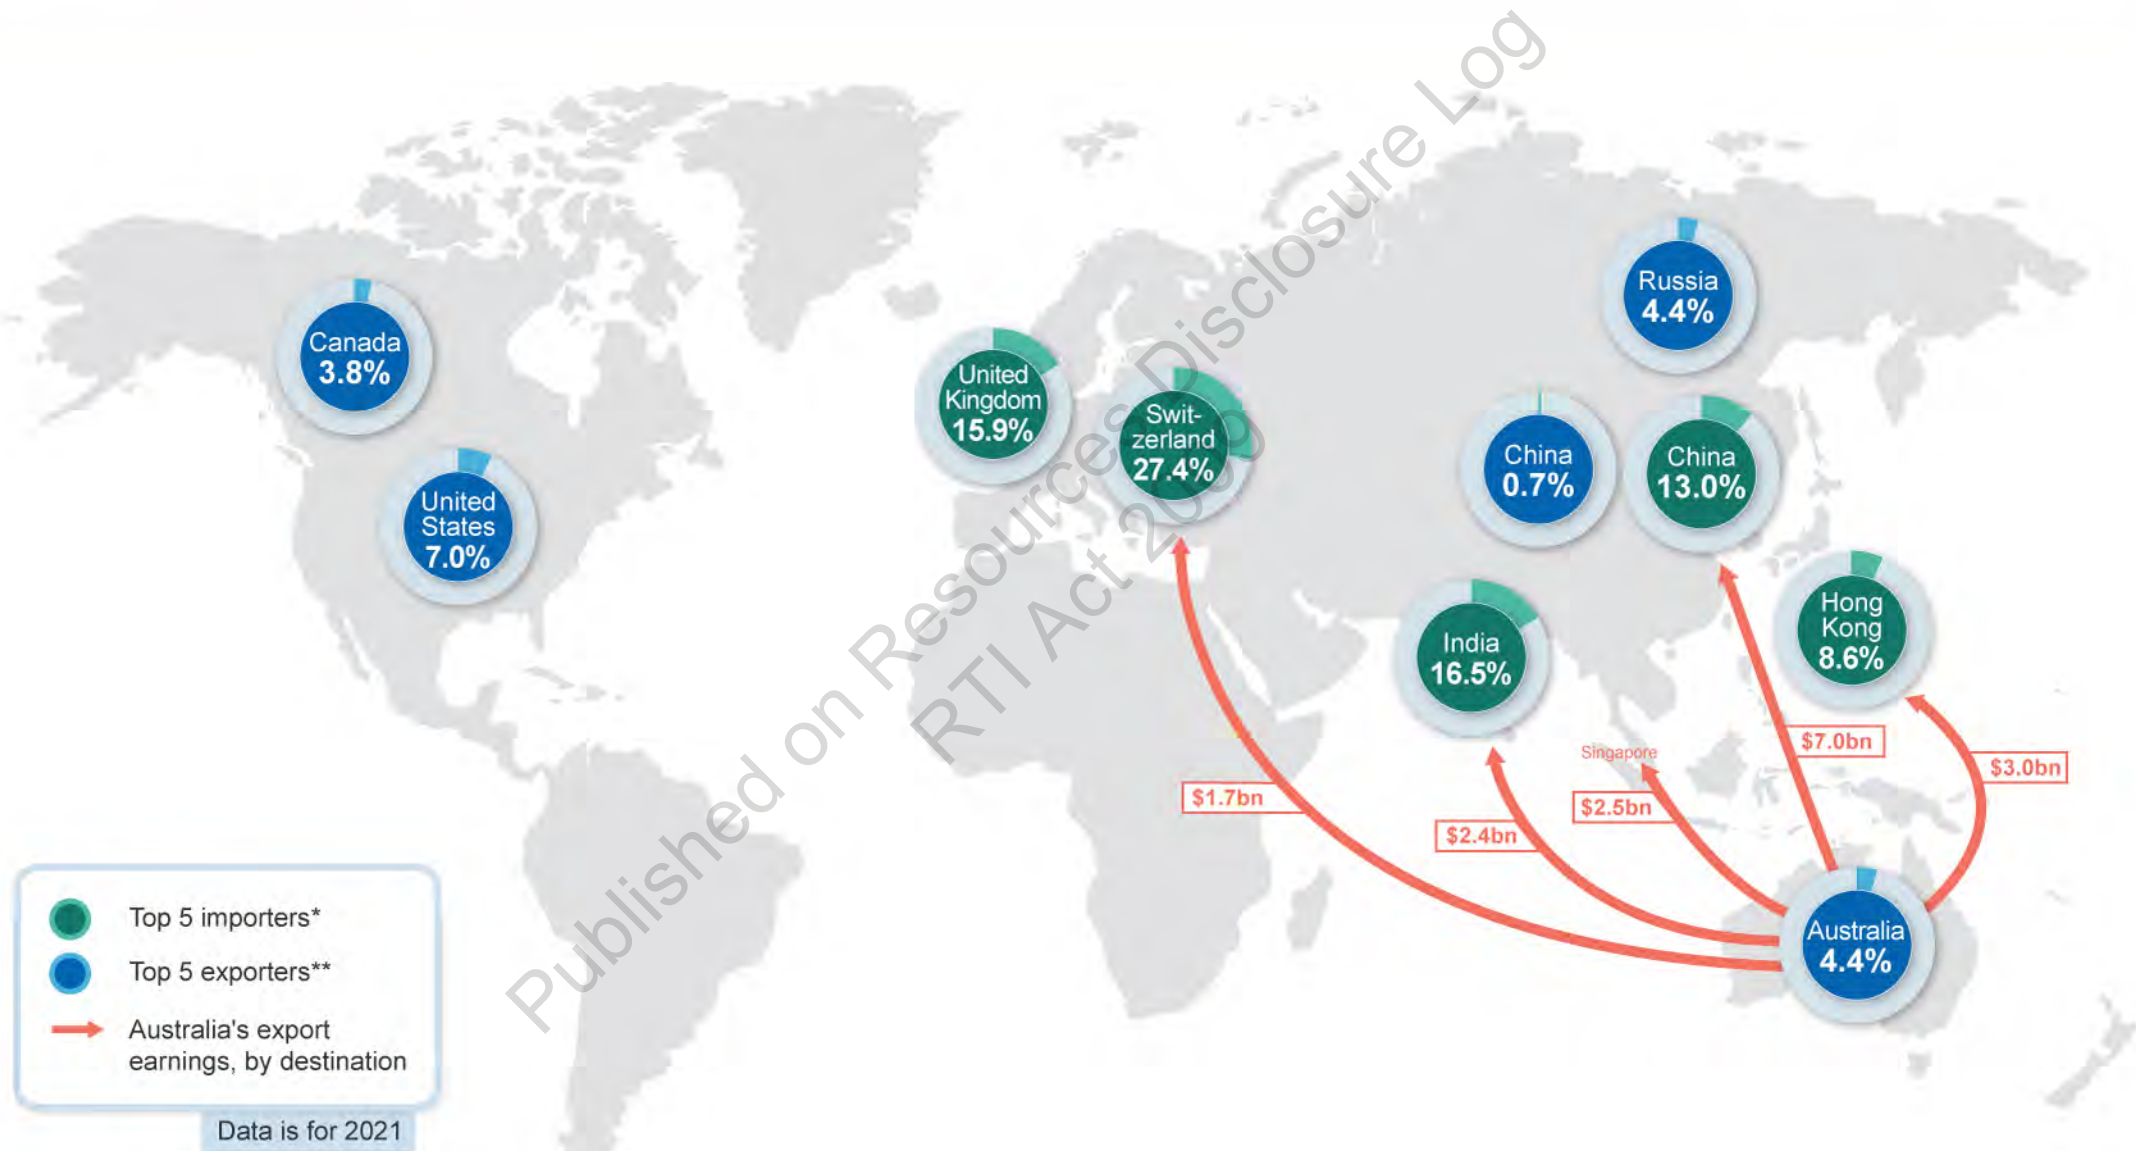 Canada
3.8%
United
States
7.0%
United
Kingdom
15.9%
Swit-
zerland
27.4%
Russia
4.4%
China
0.7%
China
13.0%
India
16.5%
Hong
Kong
8.6%
Singapore
$7.0bn
$3.0bn
$1.7bn
$2.5bn
$2.4bn
Australia
4.4%
Top 5 importers*
Top 5 exporters**
Australia's export
earnings, by destination
Data is for 2021
Published on Resources Disclosure Log
RTI Act 2009